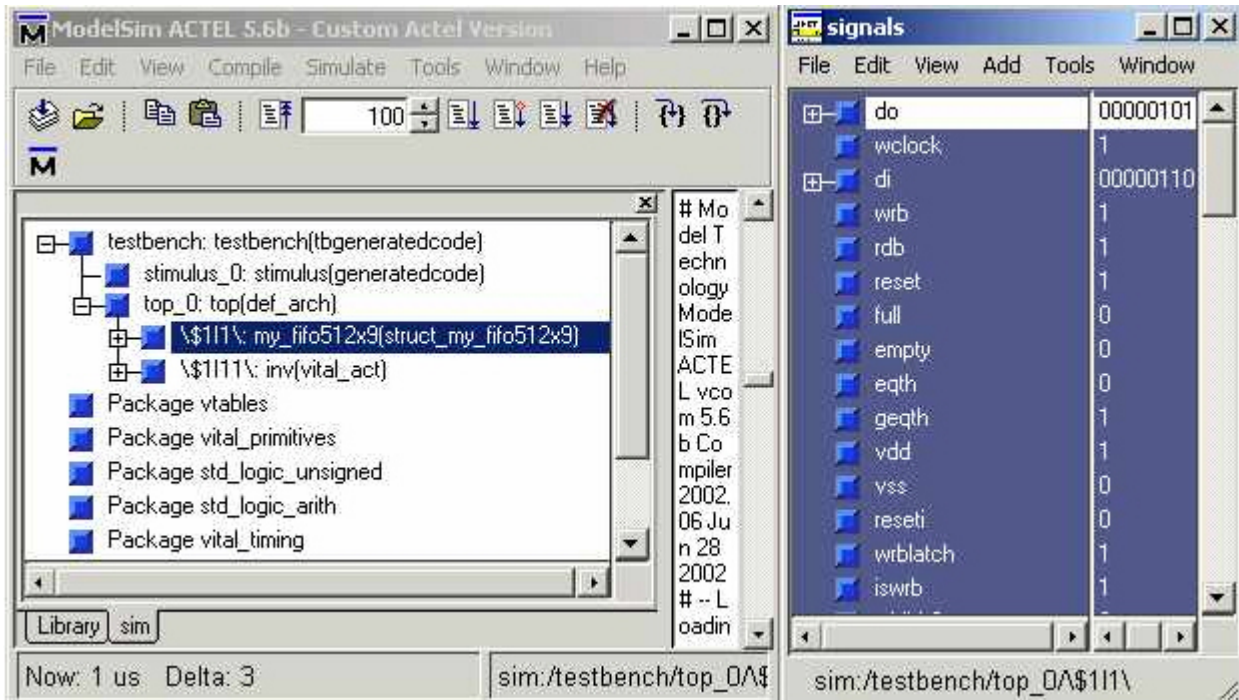 ModelSim ACTEL 5.6b - Custom Actel Version
File Edit View Compile Simulate Tools Window Help
100
testbench: testbench(tbgeneratedcode)
stimulus_0: stimulus(generatedcode)
top_0: top(def_arch)
\$1I1\: my_fifo512x9(struct_my_fifo512x9)
\$1I11\: inv(vital_act)
Package vtables
Package vital_primitives
Package std_logic_unsigned
Package std_logic_arith
Package vital_timing
Library sim
# Mo
del T
echn
ology
Mode
lSim
ACTE
L vco
m 5.6
b Co
mpiler
2002.
06 Ju
n 28
2002
# -- L
oadin
Now: 1 us Delta: 3
sim:/testbench/top_0/\$
signals
File Edit View Add Tools Window
do 00000101
wclock 1
di 00000110
wrb 1
rdb 1
reset 1
full 0
empty 0
eqth 0
geqth 1
vdd 1
vss 0
reseti 0
wrblatch 1
iswrb 1
sim:/testbench/top_0/\$1I1\